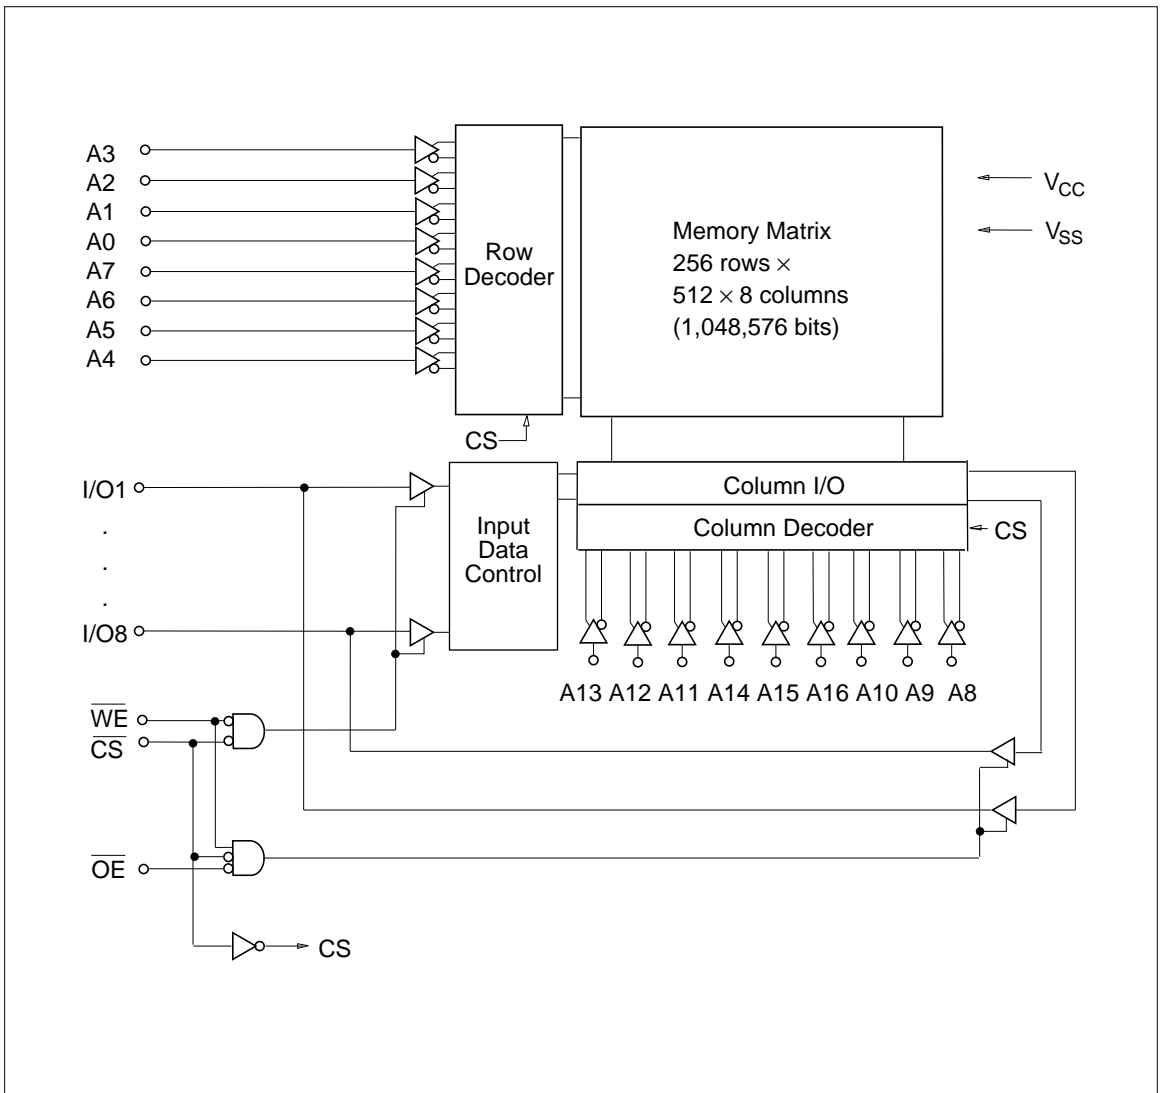 A3
A2
A1
A0
A7
A6
A5
A4
Row
Decoder
Memory Matrix
256 rows ×
512 × 8 columns
(1,048,576 bits)
VCC
VSS
CS
I/O1
.
.
.
I/O8
Input
Data
Control
Column I/O
Column Decoder
CS
A13 A12 A11 A14 A15 A16 A10 A9 A8
WE
CS
OE
CS